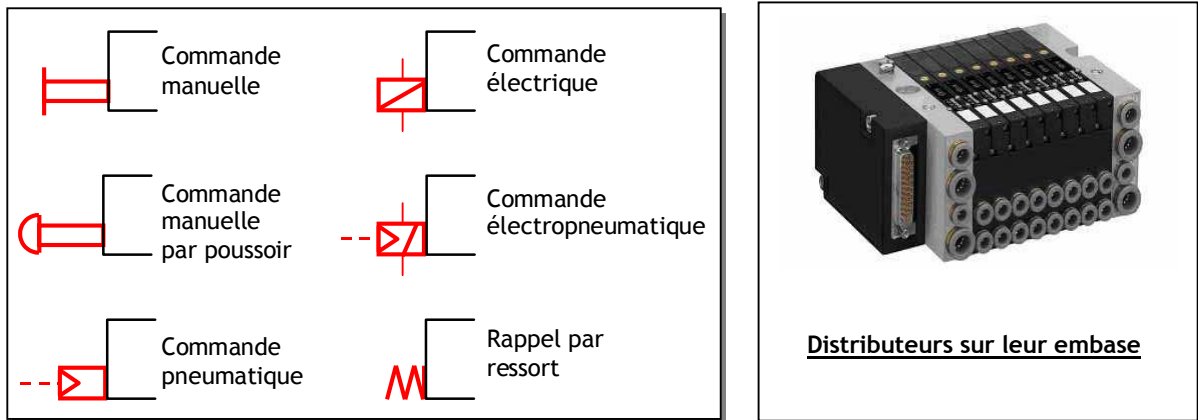 Commande
manuelle
Commande
électrique
Commande
manuelle
par poussoir
Commande
électropneumatique
Commande
pneumatique
Rappel par
ressort
Distributeurs sur leur embase